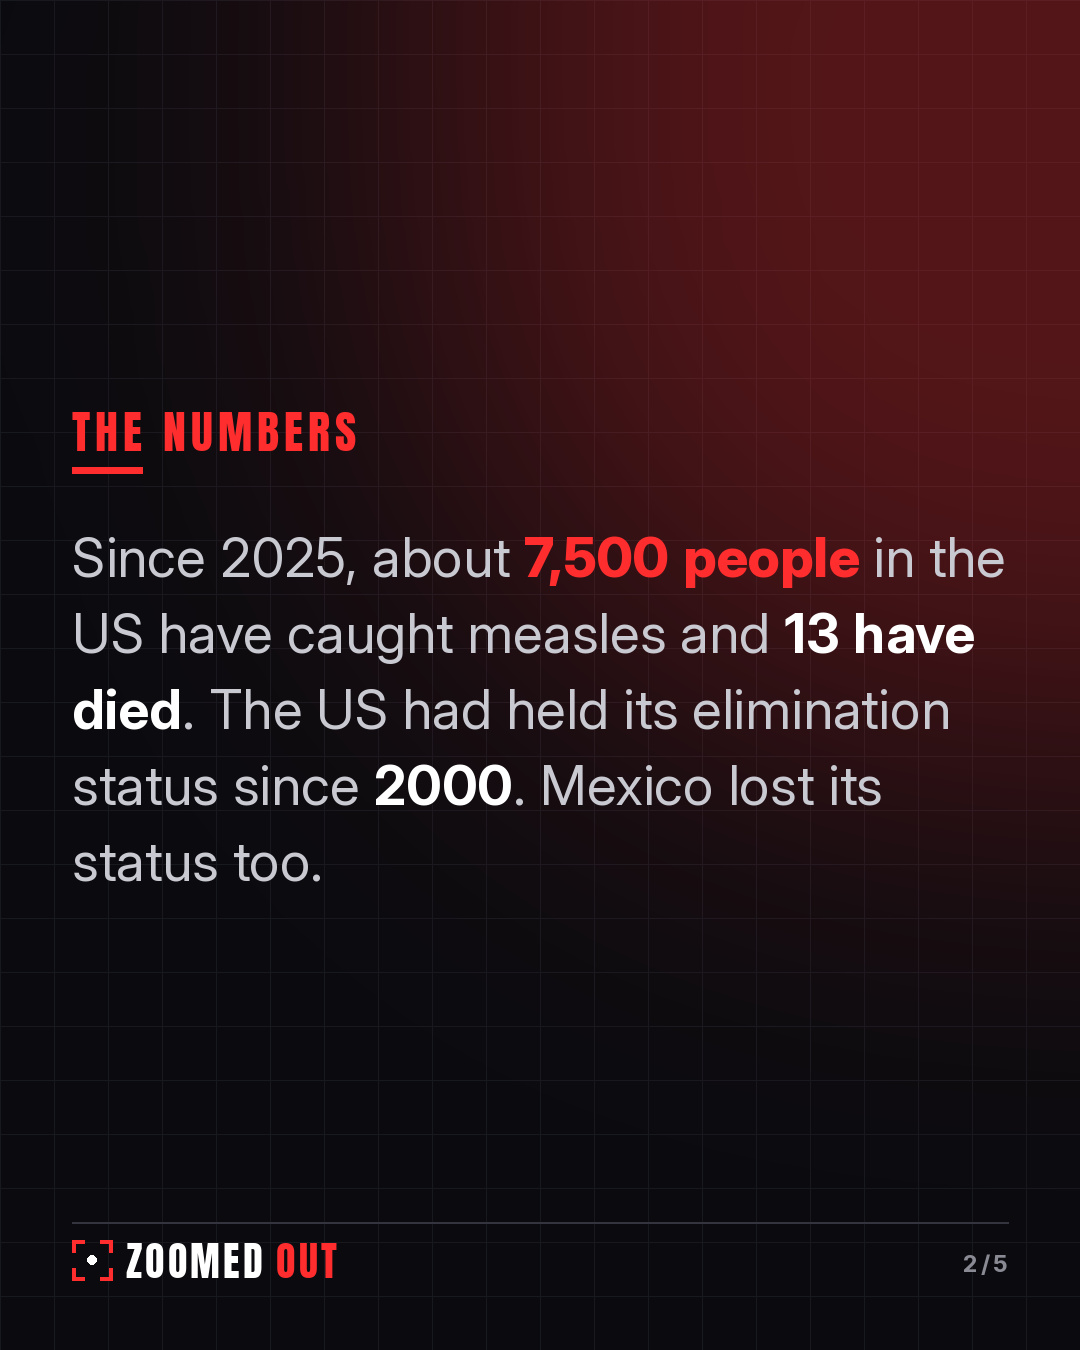 THE NUMBERS
Since 2025, about 7,500 people in the
US have caught measles and 13 have
died. The US had held its elimination
status since 2000. Mexico lost its
status too.
ZOOMED OUT
2/5